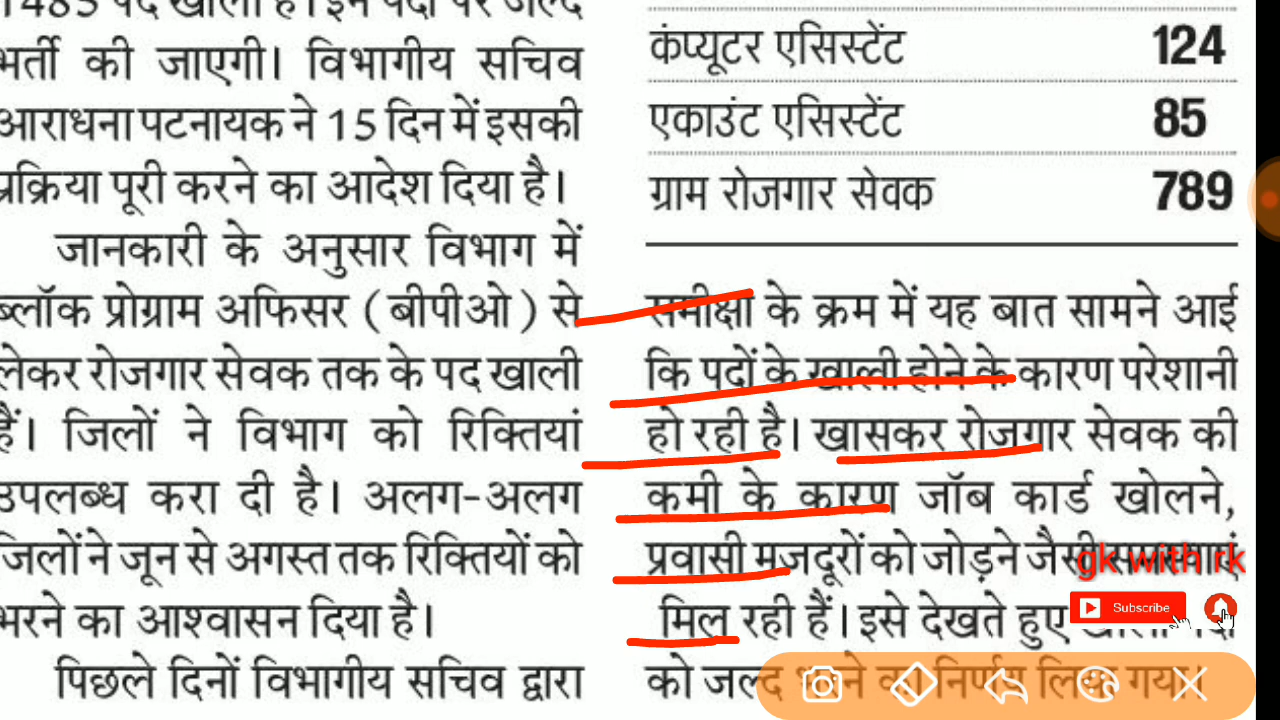 1485 पद खाली हैं। इन पदों पर जल्द
भर्ती की जाएगी। विभागीय सचिव
आराधना पटनायक ने 15 दिन में इसकी
प्रक्रिया पूरी करने का आदेश दिया है।
जानकारी के अनुसार विभाग में
ब्लॉक प्रोग्राम अफिसर (बीपीओ) से
लेकर रोजगार सेवक तक के पद खाली
हैं। जिलों ने विभाग को रिक्तियां
उपलब्ध करा दी है। अलग-अलग
जिलों ने जून से अगस्त तक रिक्तियों को
भरने का आश्वासन दिया है।
पिछले दिनों विभागीय सचिव द्वारा
कंप्यूटर एसिस्टेंट 124
एकाउंट एसिस्टेंट 85
ग्राम रोजगार सेवक 789
समीक्षा के क्रम में यह बात सामने आई
कि पदों के खाली होने के कारण परेशानी
हो रही है। खासकर रोजगार सेवक की
कमी के कारण जॉब कार्ड खोलने,
प्रवासी मजदूरों को जोड़ने जैसी
मिल रही हैं। इसे देखते हुए
को जल्द भरने का निर्णय लिया गया।
gk with rk
Subscribe